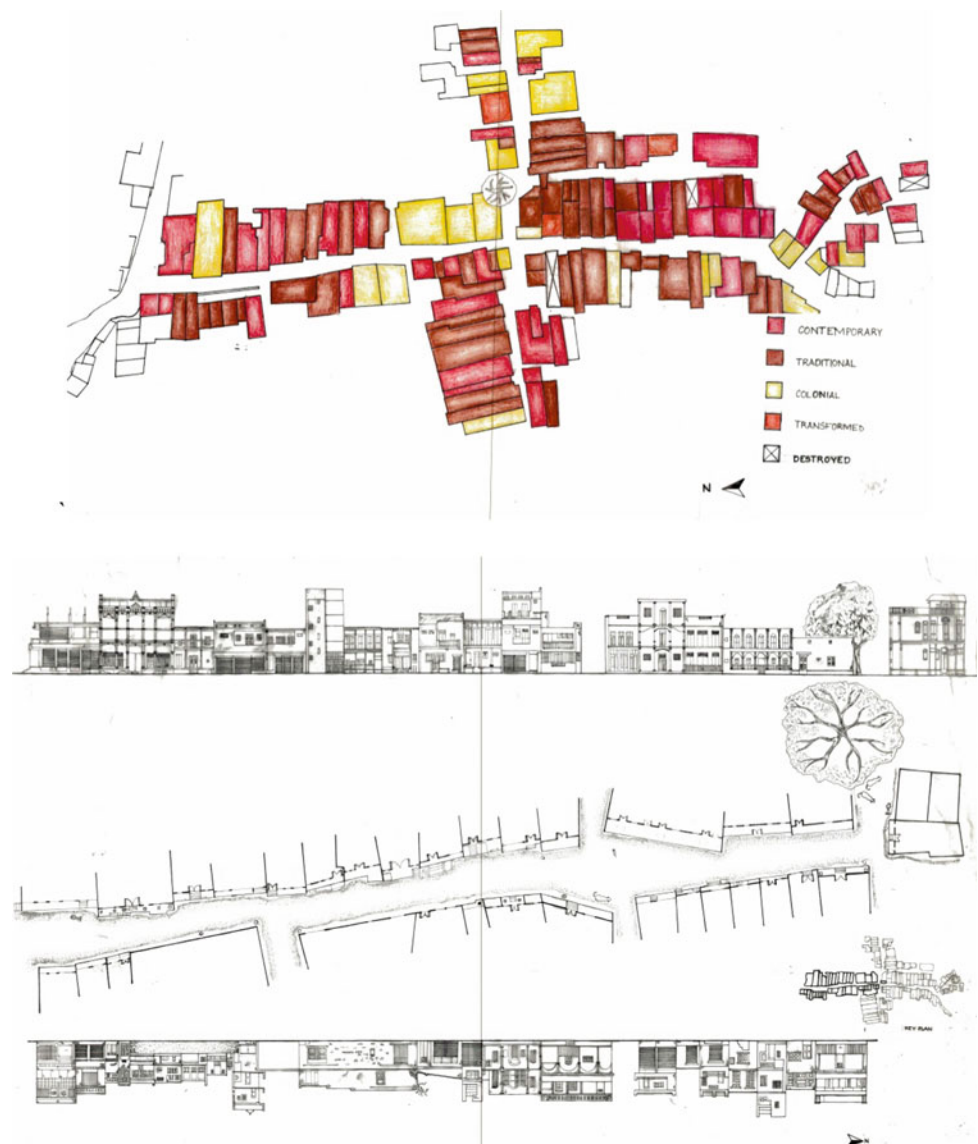 CONTEMPORARY
TRADITIONAL
COLONIAL
TRANSFORMED
DESTROYED
N
KEY PLAN
N